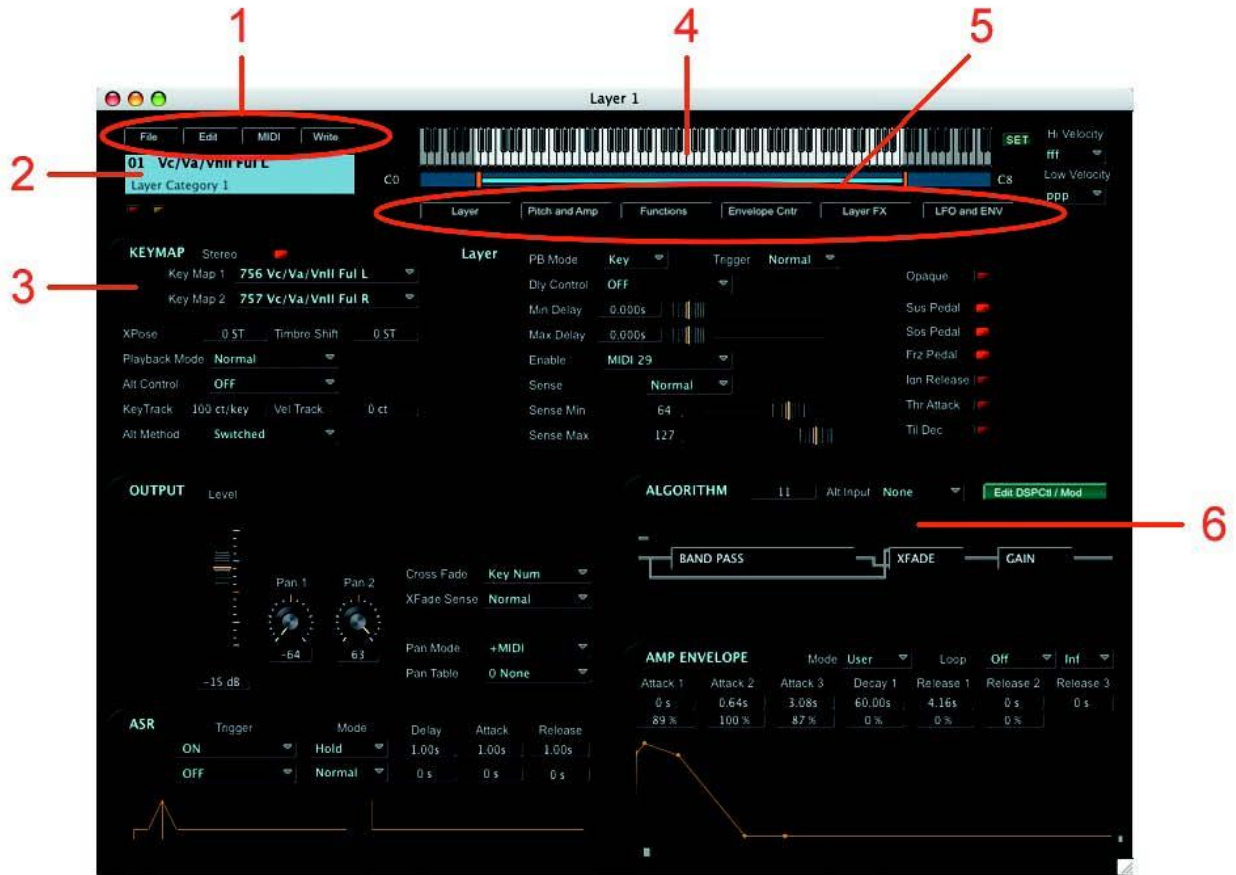 1
4
5
Layer 1
File Edit MIDI Write
SET
Hi Velocity
fff
2
01 Vc/Va/VnII Ful L
Layer Category 1
C0
C8
Low Velocity
ppp
Layer Pitch and Amp Functions Envelope Cntr Layer FX LFO and ENV
3
KEYMAP Stereo
Key Map 1 756 Vc/Va/VnII Ful L
Key Map 2 757 Vc/Va/VnII Ful R
XPose 0 ST Timbre Shift 0 ST
Playback Mode Normal
Alt Control OFF
KeyTrack 100 ct/key Vel Track 0 ct
Alt Method Switched
Layer
PB Mode Key Trigger Normal
Dly Control OFF
Min Delay 0.000s
Max Delay 0.000s
Enable MIDI 29
Sense Normal
Sense Min 64
Sense Max 127
Opaque
Sus Pedal
Sos Pedal
Frz Pedal
Ign Release
Thr Attack
Til Dec
OUTPUT Level
-15 dB
Pan 1 Pan 2
-64 63
Cross Fade Key Num
XFade Sense Normal
Pan Mode +MIDI
Pan Table 0 None
ALGORITHM 11 Alt Input None Edit DSPCtl / Mod
6
BAND PASS XFADE GAIN
AMP ENVELOPE Mode User Loop Off Inf
Attack 1 Attack 2 Attack 3 Decay 1 Release 1 Release 2 Release 3
0 s 0.64s 3.08s 60.00s 4.16s 0 s 0 s
89 % 100 % 87 % 0 % 0 % 0 %
ASR Trigger Mode Delay Attack Release
ON Hold 1.00s 1.00s 1.00s
OFF Normal 0 s 0 s 0 s